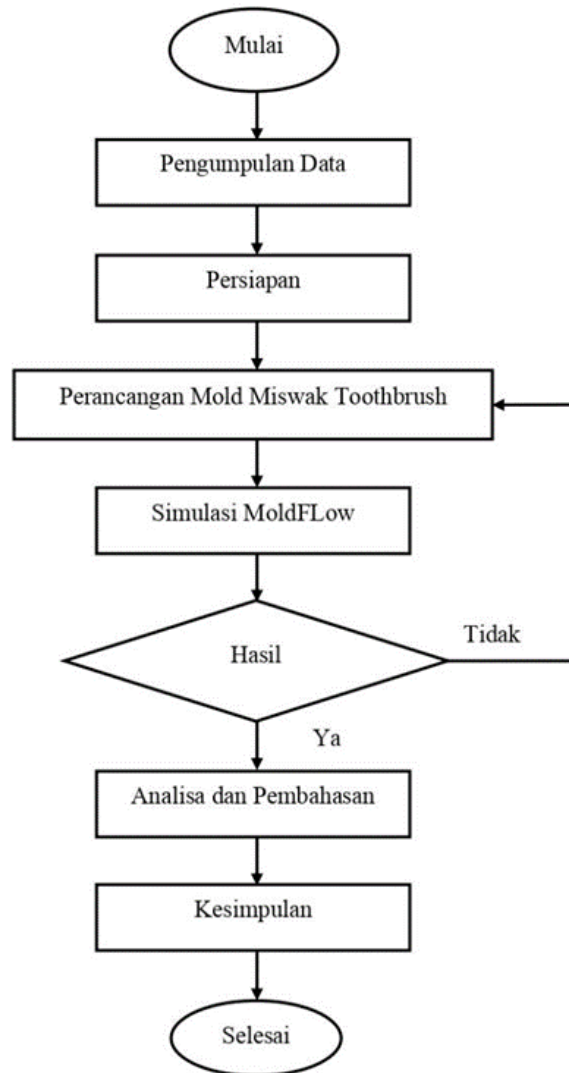 Mulai
Pengumpulan Data
Persiapan
Perancangan Mold Miswak Toothbrush
Simulasi MoldFLow
Hasil
Tidak
Ya
Analisa dan Pembahasan
Kesimpulan
Selesai